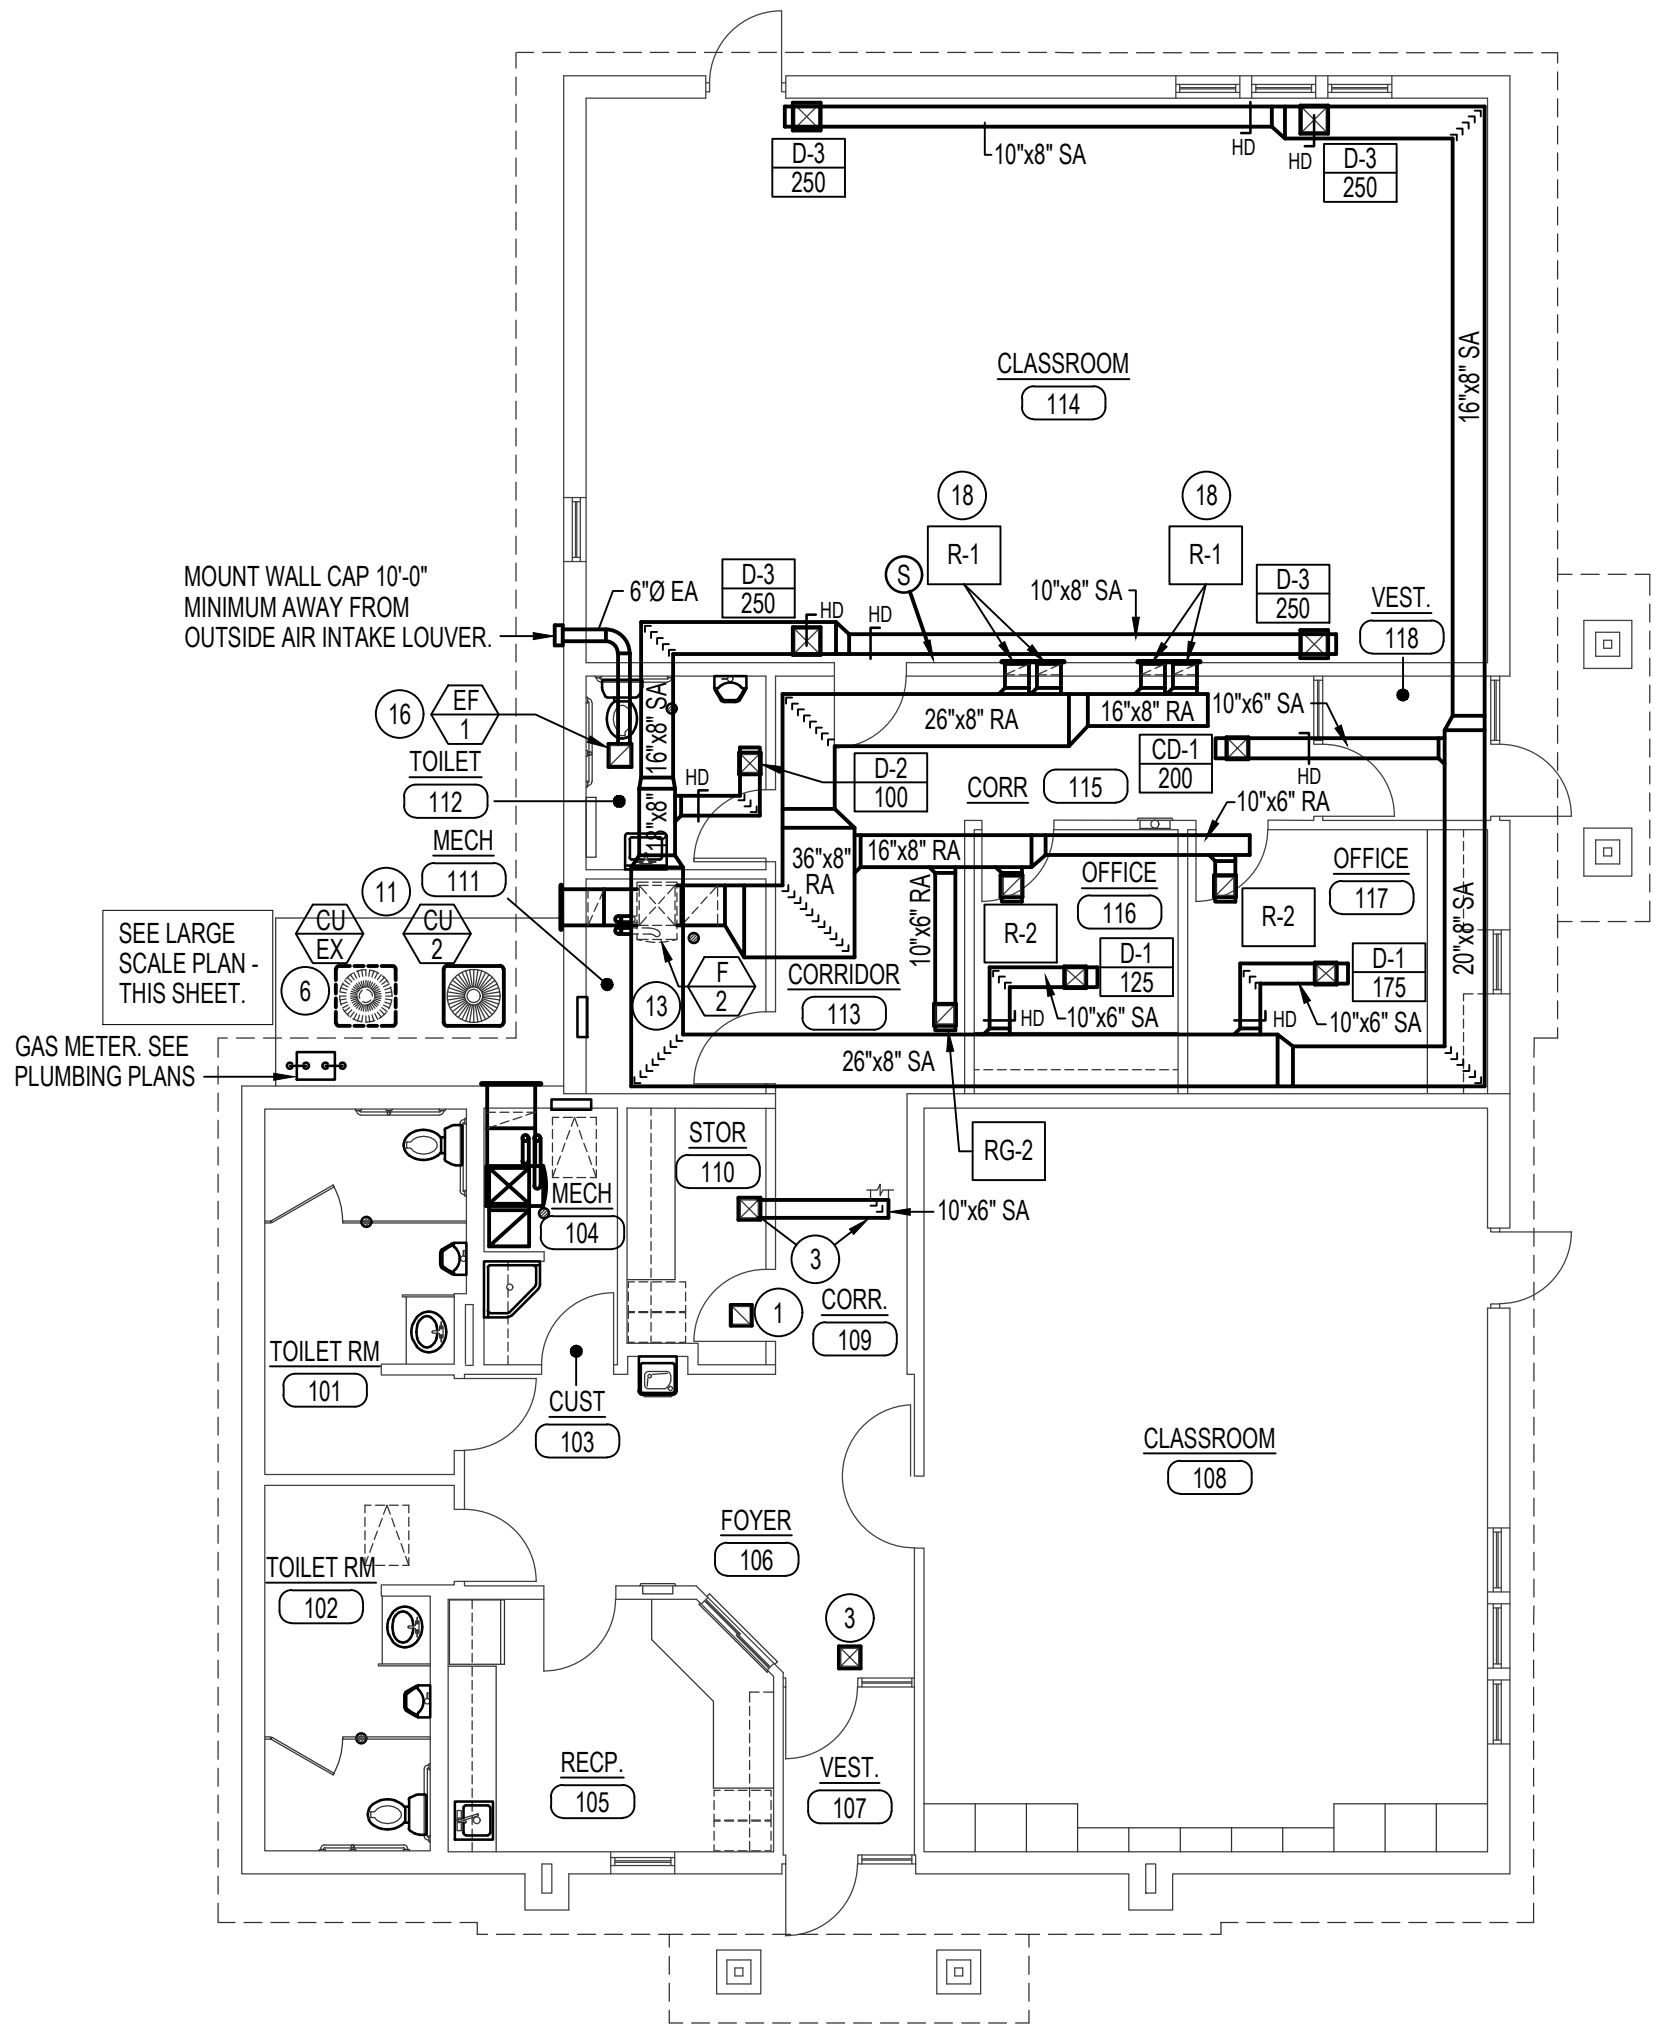 10"x8" SA
HD
HD
D-3
250
D-3
250
CLASSROOM
114
16"x8" SA
18
18
R-1
R-1
S
MOUNT WALL CAP 10'-0"
MINIMUM AWAY FROM
OUTSIDE AIR INTAKE LOUVER.
6"Ø EA
D-3
250
HD
HD
10"x8" SA
D-3
250
VEST.
118
16
EF
1
16"x8" SA
26"x8" RA
16"x8" RA
10"x6" SA
TOILET
112
HD
D-2
100
CD-1
200
HD
CORR
115
10"x6" RA
18"x8"
MECH
111
11
36"x8"
RA
16"x8" RA
OFFICE
116
OFFICE
117
CU
EX
CU
2
SEE LARGE
SCALE PLAN -
THIS SHEET.
6
F
2
13
CORRIDOR
113
10"x6" RA
R-2
R-2
20"x8" SA
D-1
125
D-1
175
HD
10"x6" SA
HD
10"x6" SA
GAS METER. SEE
PLUMBING PLANS
26"x8" SA
STOR
110
RG-2
MECH
104
10"x6" SA
3
1
CORR.
109
TOILET RM
101
CUST
103
CLASSROOM
108
FOYER
106
TOILET RM
102
3
RECP.
105
VEST.
107